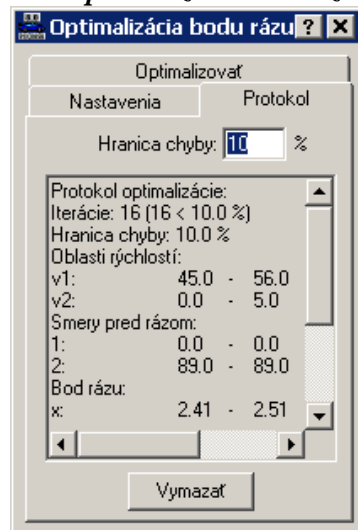 Optimalizácia bodu rázu
Optimalizovať
Nastavenia
Protokol
Hranica chyby: 10 %
Protokol optimalizácie:
Iterácie: 16 (16 < 10.0 %)
Hranica chyby: 10.0 %
Oblasti rýchlostí:
v1: 45.0 - 56.0
v2: 0.0 - 5.0
Smery pred rázom:
1: 0.0 - 0.0
2: 89.0 - 89.0
Bod rázu:
x: 2.41 - 2.51
Vymazať